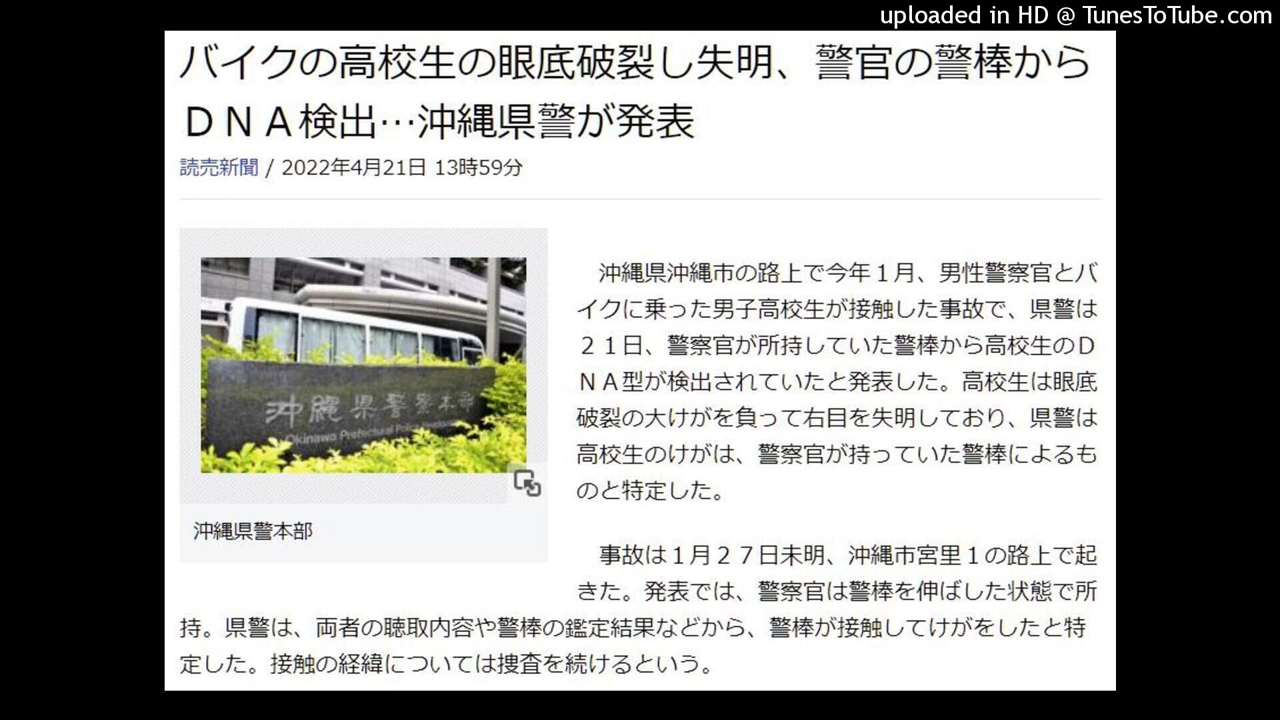 uploaded in HD @ TunesToTube.com
バイクの高校生の眼底破裂し失明、警官の警棒から
ＤＮＡ検出…沖縄県警が発表
読売新聞 / 2022年4月21日 13時59分
沖縄県警察本部
Okinawa Prefectural Police
沖縄県警本部
沖縄県沖縄市の路上で今年１月、男性警察官とバ
イクに乗った男子高校生が接触した事故で、県警は
２１日、警察官が所持していた警棒から高校生のＤ
ＮＡ型が検出されていたと発表した。高校生は眼底
破裂の大けがを負って右目を失明しており、県警は
高校生のけがは、警察官が持っていた警棒によるも
のと特定した。
事故は１月２７日未明、沖縄市宮里１の路上で起
きた。発表では、警察官は警棒を伸ばした状態で所
持。県警は、両者の聴取内容や警棒の鑑定結果などから、警棒が接触してけがをしたと特
定した。接触の経緯については捜査を続けるという。